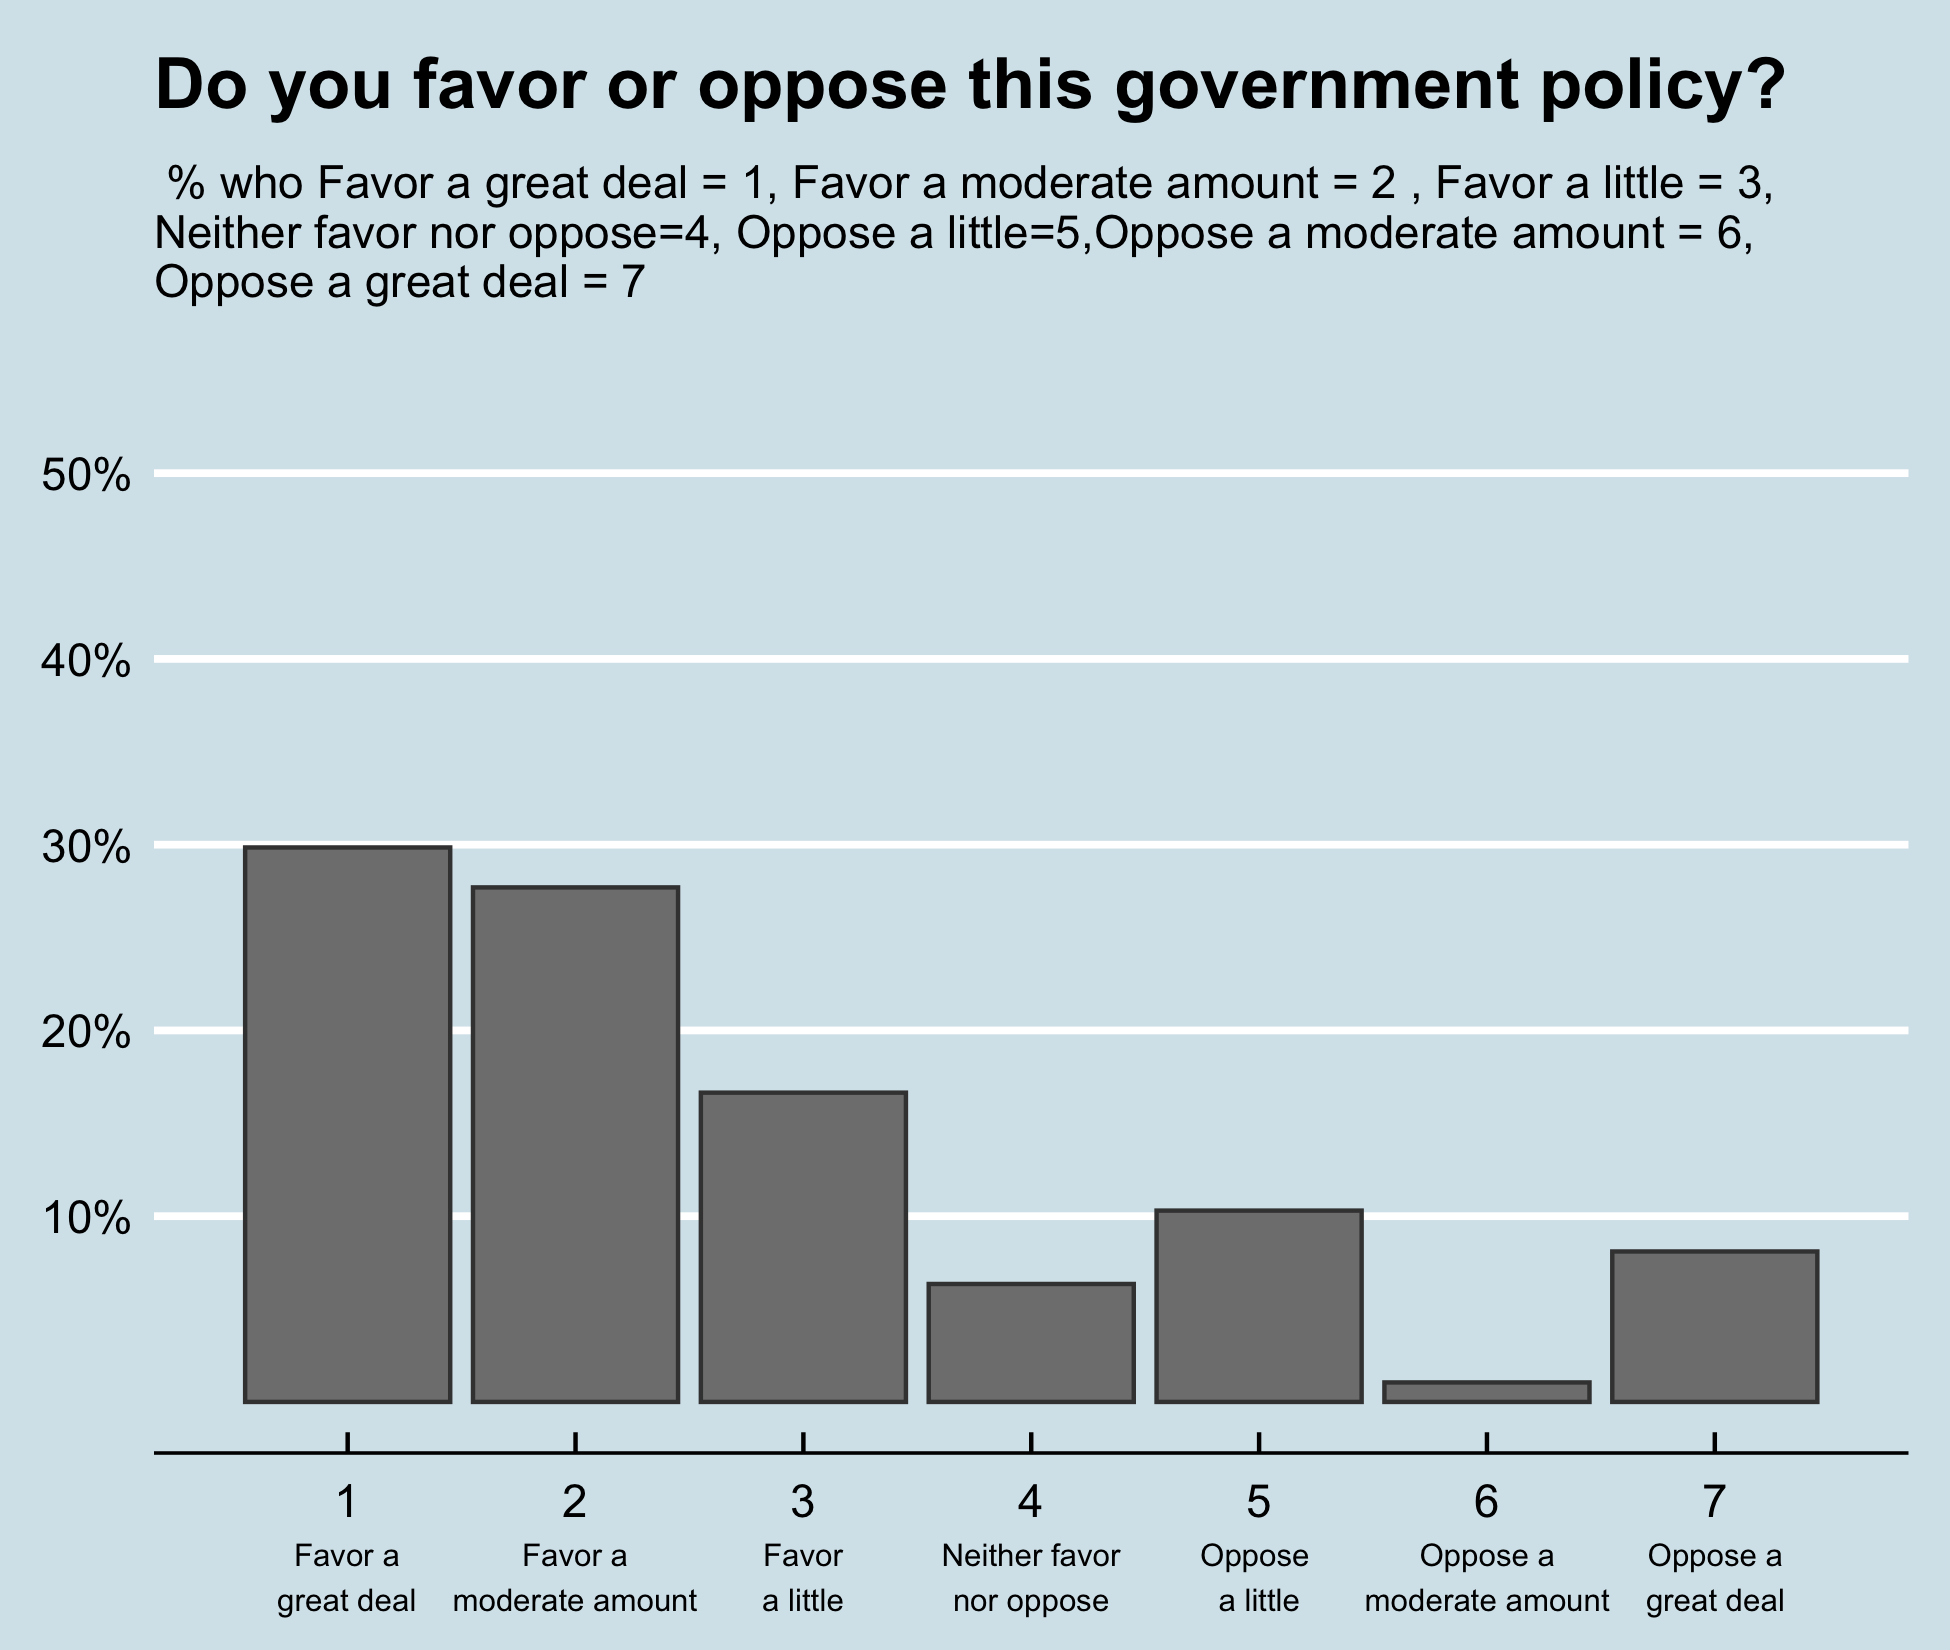 Do you favor or oppose this government policy?
% who Favor a great deal = 1, Favor a moderate amount = 2 , Favor a little = 3,
Neither favor nor oppose=4, Oppose a little=5,Oppose a moderate amount = 6,
Oppose a great deal = 7
50%
40%
30%
20%
10%
1 2 3 4 5 6 7
Favor a Favor a Favor Neither favor Oppose Oppose a Oppose a
great deal moderate amount a little nor oppose a little moderate amount great deal